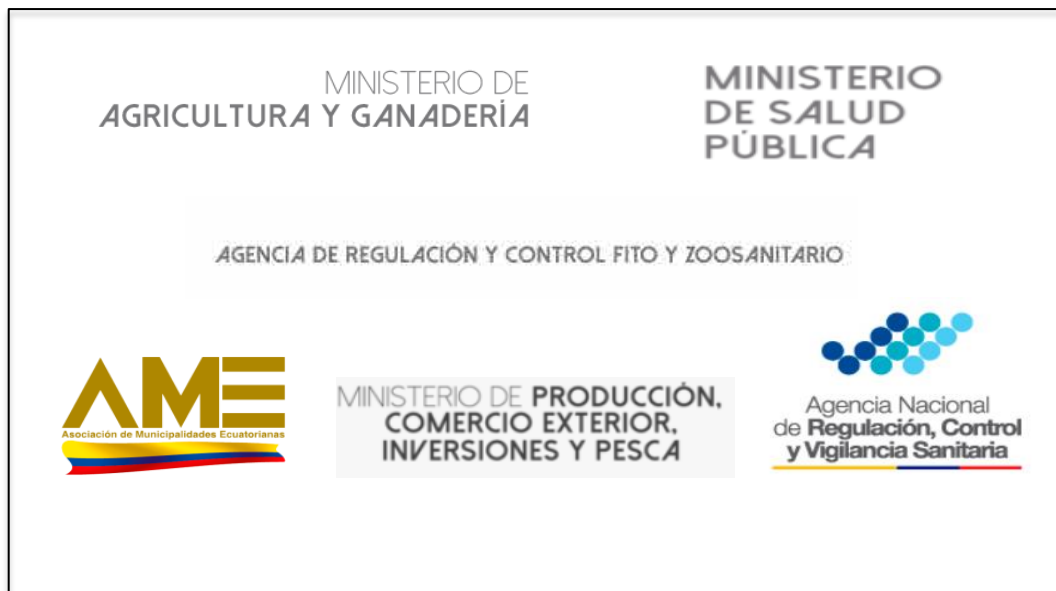 MINISTERIO DE
AGRICULTURA Y GANADERÍA
MINISTERIO
DE SALUD
PÚBLICA
AGENCIA DE REGULACIÓN Y CONTROL FITO Y ZOOSANITARIO
AME
Asociación de Municipalidades Ecuatorianas
MINISTERIO DE PRODUCCIÓN,
COMERCIO EXTERIOR,
INVERSIONES Y PESCA
Agencia Nacional
de Regulación, Control
y Vigilancia Sanitaria